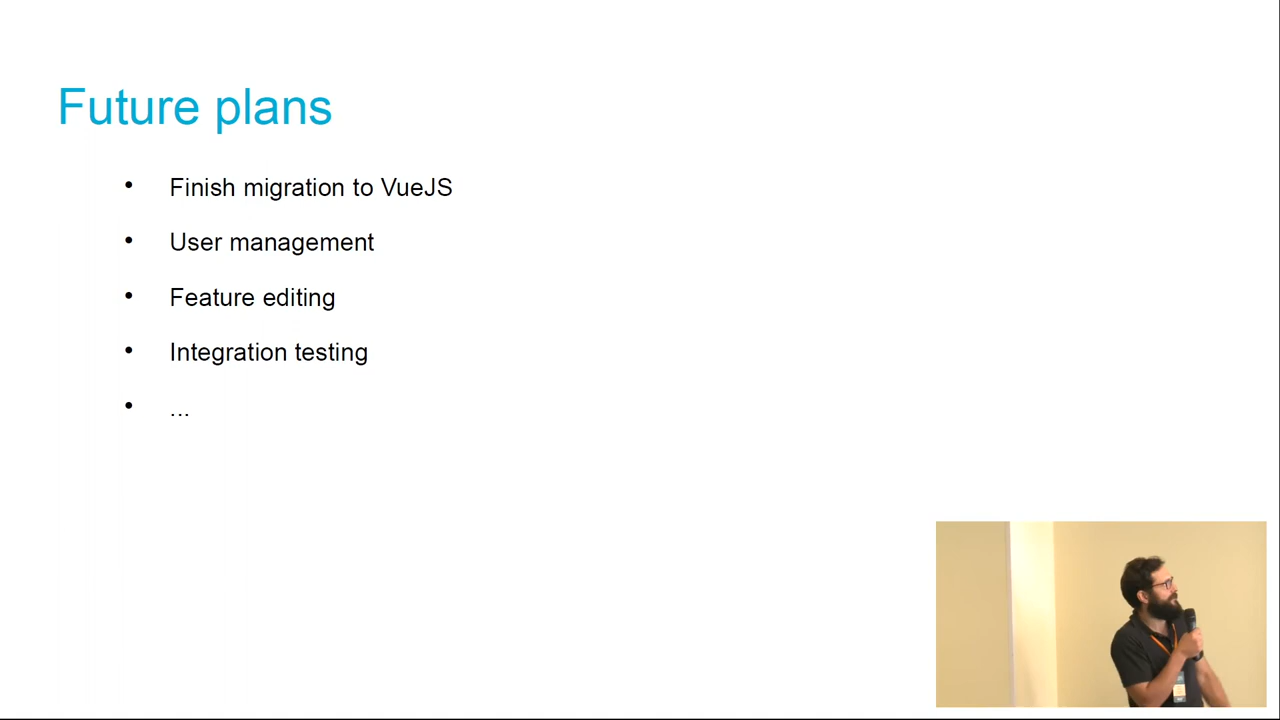 Future plans
• Finish migration to VueJS
• User management
• Feature editing
• Integration testing
• ...